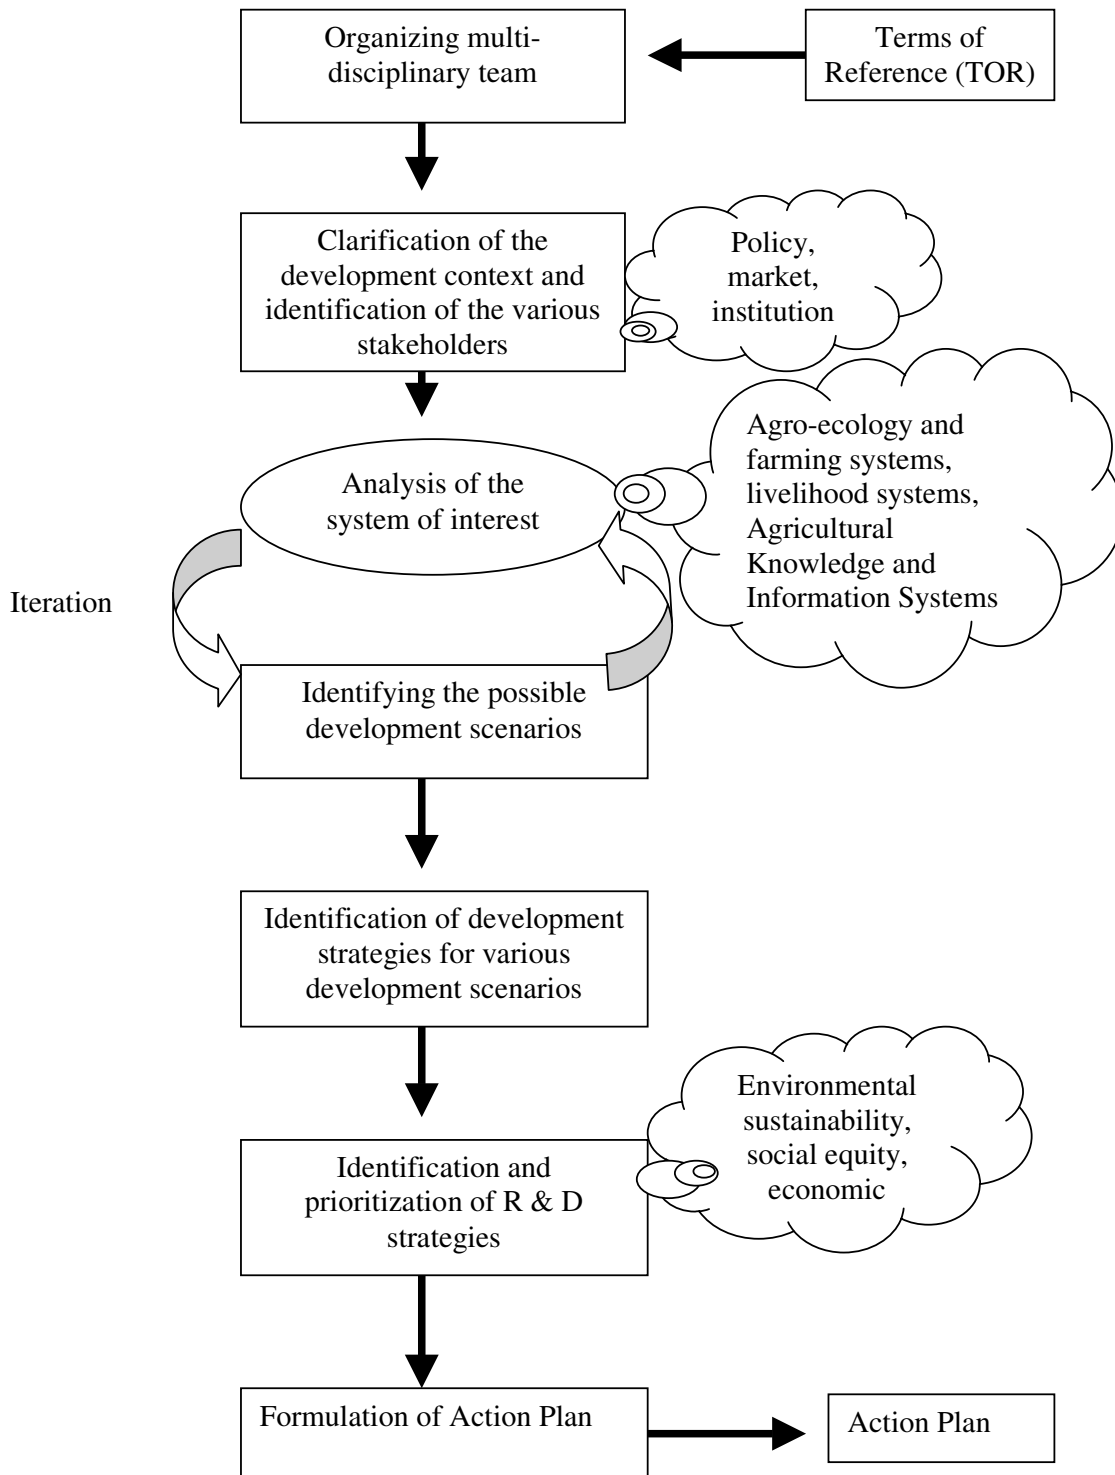 Organizing multi-
disciplinary team
Terms of
Reference (TOR)
Clarification of the
development context and
identification of the various
stakeholders
Policy,
market,
institution
Analysis of the
system of interest
Agro-ecology and
farming systems,
livelihood systems,
Agricultural
Knowledge and
Information Systems
Iteration
Identifying the possible
development scenarios
Identification of development
strategies for various
development scenarios
Environmental
sustainability,
social equity,
economic
Identification and
prioritization of R & D
strategies
Formulation of Action Plan
Action Plan